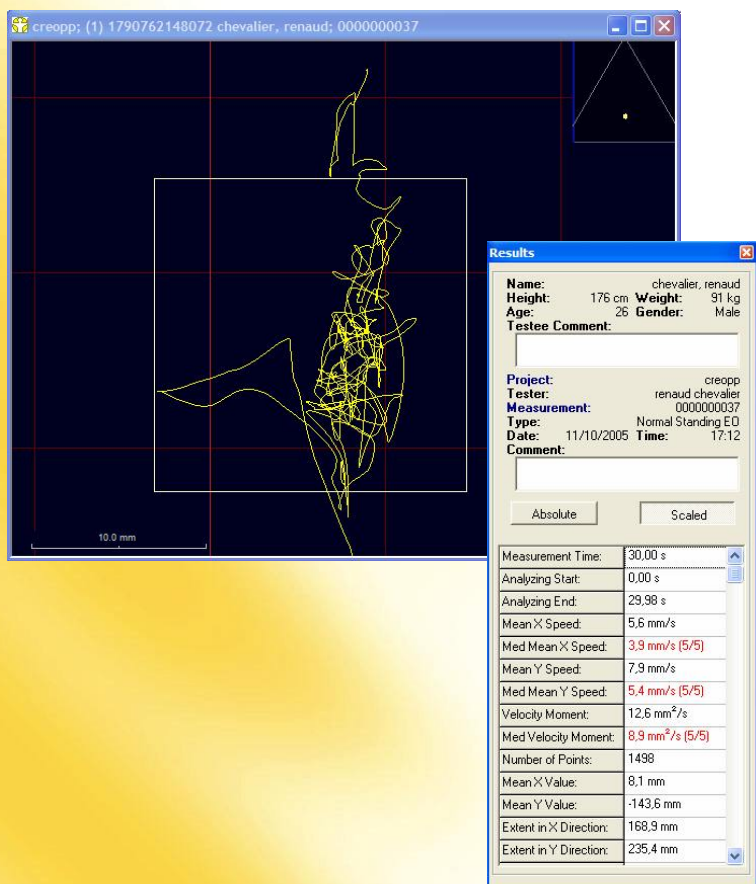 creopp; (1) 1790762148072 chevalier, renaud; 0000000037
10.0 mm
Results
Name: chevalier, renaud
Height: 176 cm Weight: 91 kg
Age: 26 Gender: Male
Testee Comment:
Project: creopp
Tester: renaud chevalier
Measurement: 0000000037
Type: Normal Standing EO
Date: 11/10/2005 Time: 17:12
Comment:
Absolute Scaled
Measurement Time: 30,00 s
Analyzing Start: 0,00 s
Analyzing End: 29,98 s
Mean X Speed: 5,6 mm/s
Med Mean X Speed: 3,9 mm/s (5/5)
Mean Y Speed: 7,9 mm/s
Med Mean Y Speed: 5,4 mm/s (5/5)
Velocity Moment: 12,6 mm²/s
Med Velocity Moment: 8,9 mm²/s (5/5)
Number of Points: 1498
Mean X Value: 8,1 mm
Mean Y Value: -143,6 mm
Extent in X Direction: 168,9 mm
Extent in Y Direction: 235,4 mm